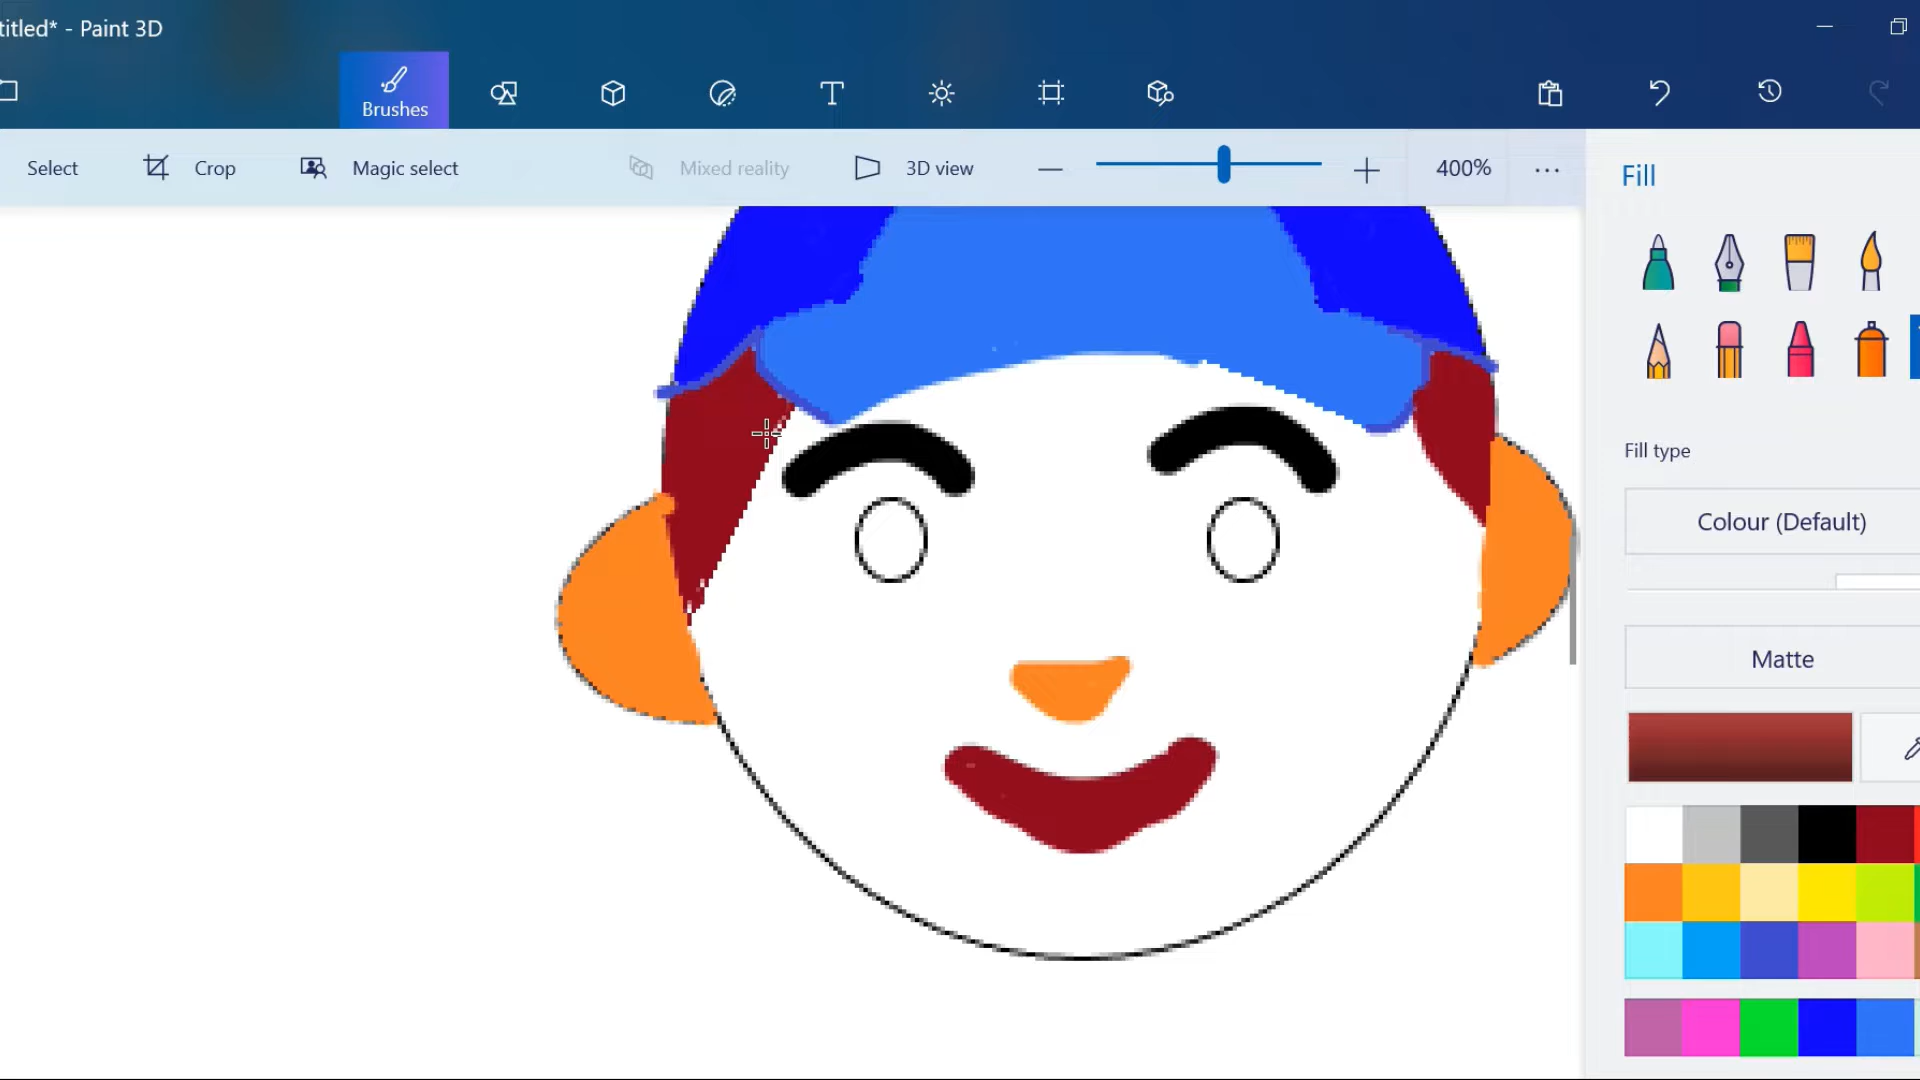 titled* - Paint 3D
Brushes
Select Crop Magic select Mixed reality 3D view 400%
Fill
Fill type
Colour (Default)
Matte